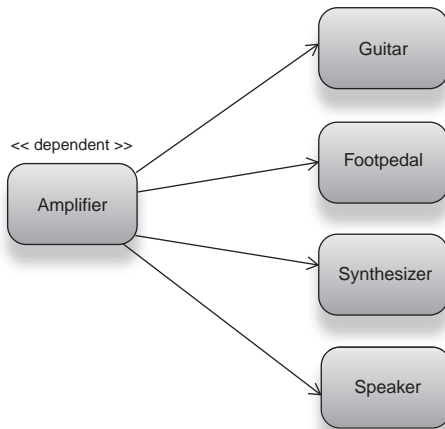 Guitar
<< dependent >>
Footpedal
Amplifier
Synthesizer
Speaker